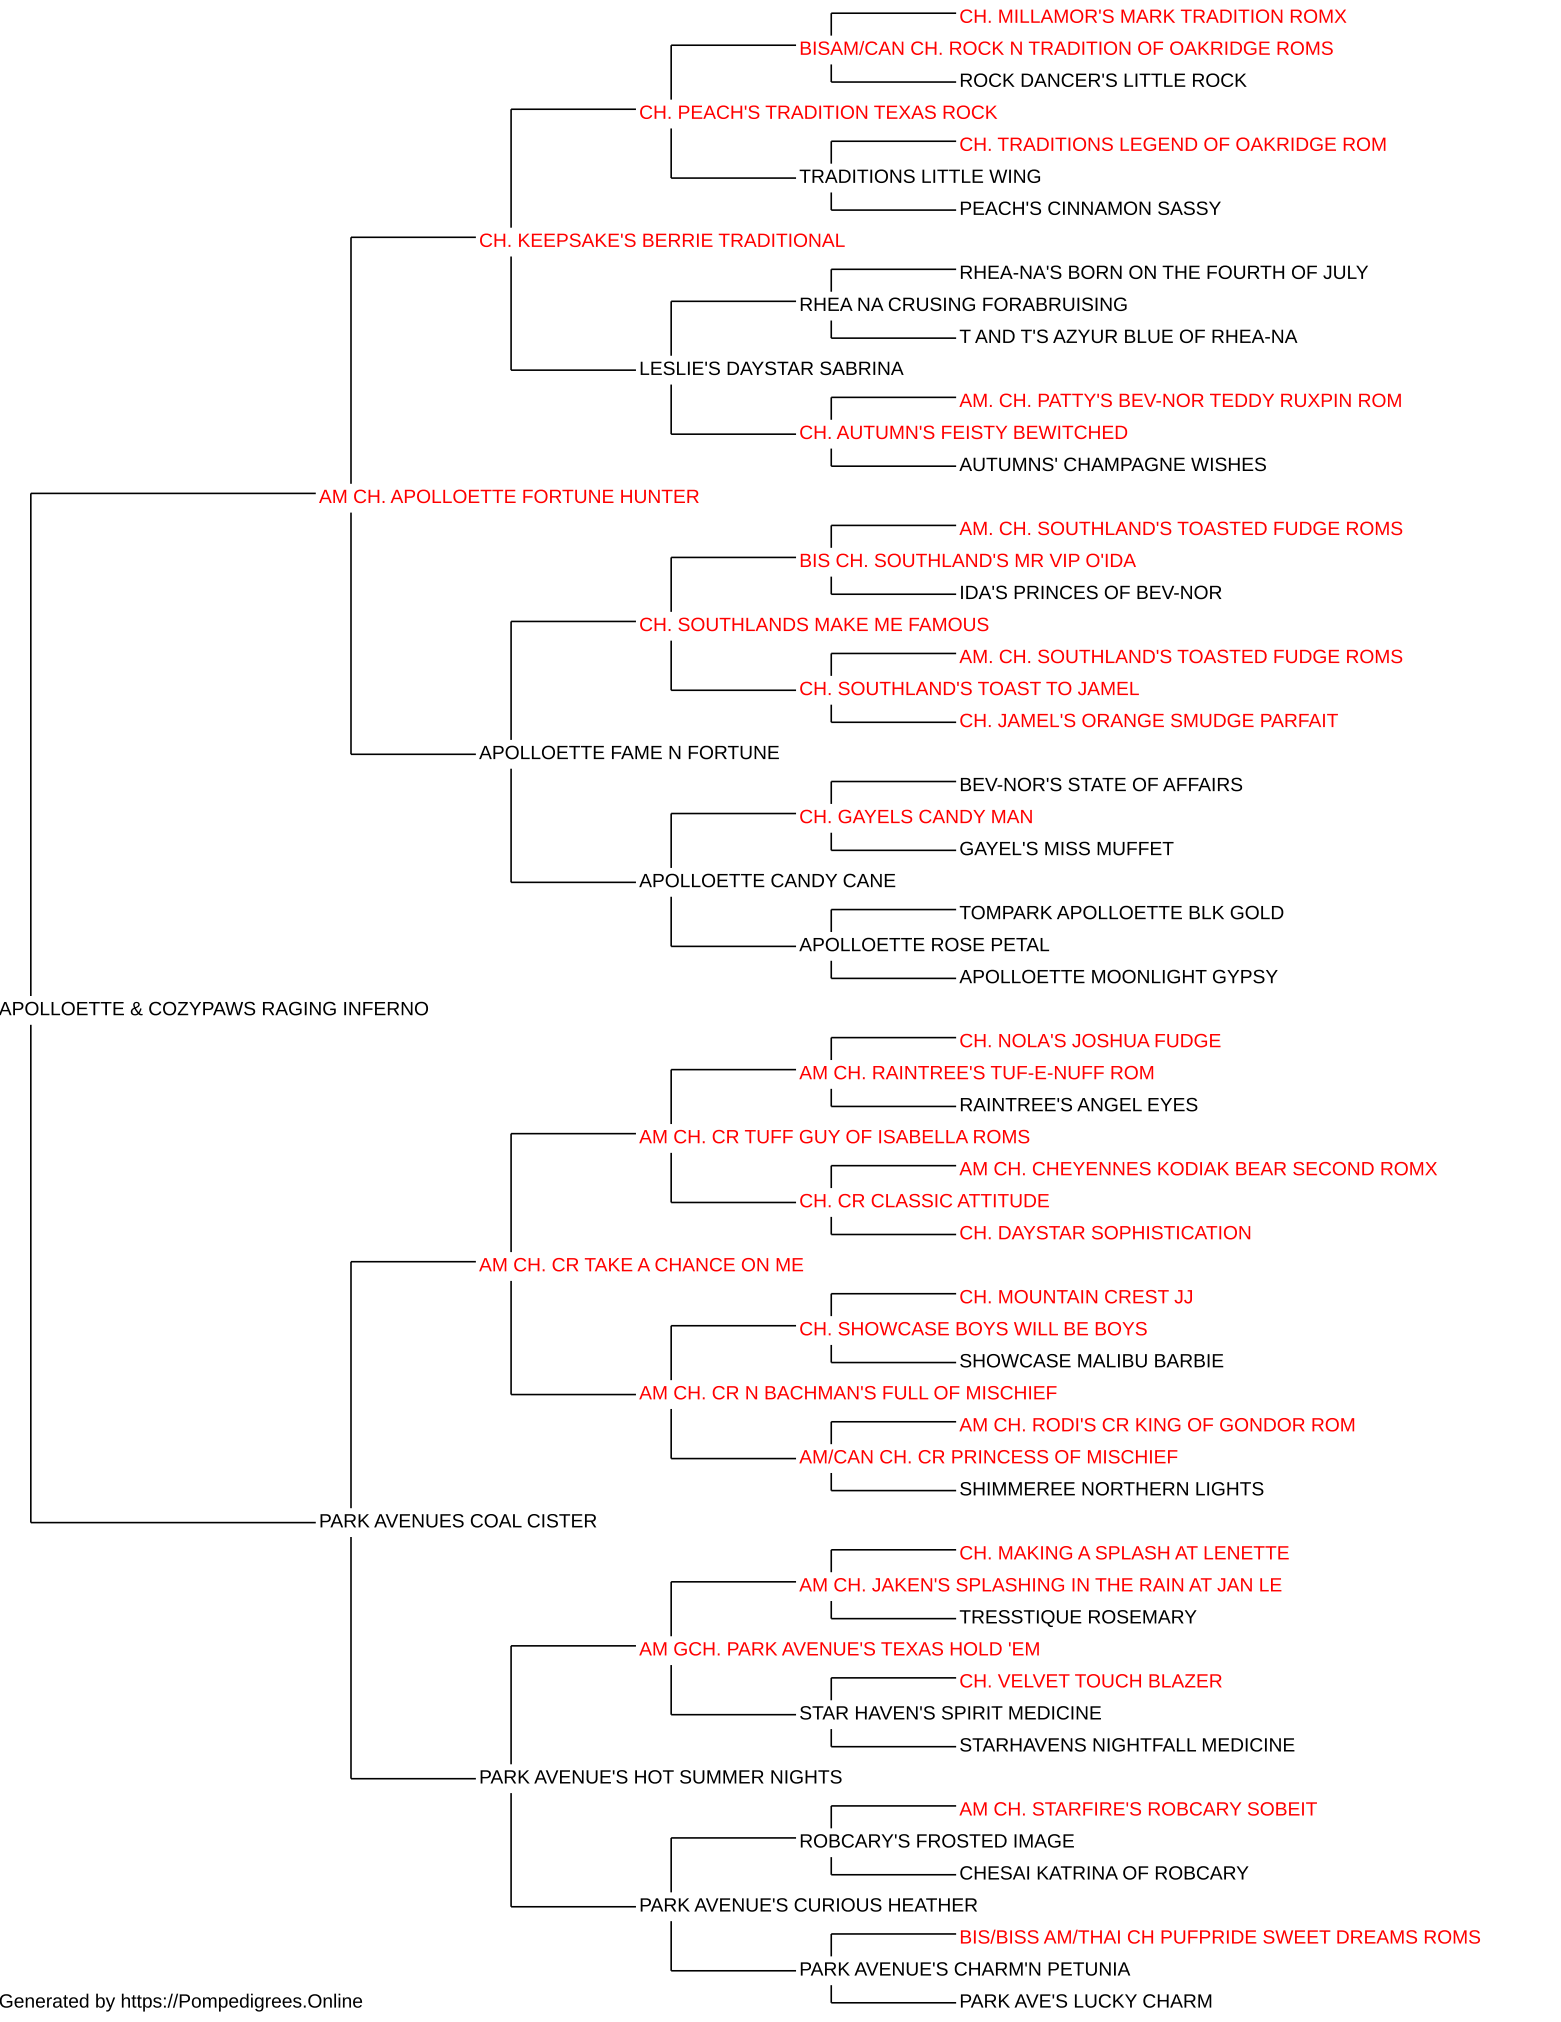 CH. MILLAMOR'S MARK TRADITION ROMX
BISAM/CAN CH. ROCK N TRADITION OF OAKRIDGE ROMS
ROCK DANCER'S LITTLE ROCK
CH. PEACH'S TRADITION TEXAS ROCK
CH. TRADITIONS LEGEND OF OAKRIDGE ROM
TRADITIONS LITTLE WING
PEACH'S CINNAMON SASSY
CH. KEEPSAKE'S BERRIE TRADITIONAL
RHEA-NA'S BORN ON THE FOURTH OF JULY
RHEA NA CRUSING FORABRUISING
T AND T'S AZYUR BLUE OF RHEA-NA
LESLIE'S DAYSTAR SABRINA
AM. CH. PATTY'S BEV-NOR TEDDY RUXPIN ROM
CH. AUTUMN'S FEISTY BEWITCHED
AUTUMNS' CHAMPAGNE WISHES
AM CH. APOLLOETTE FORTUNE HUNTER
AM. CH. SOUTHLAND'S TOASTED FUDGE ROMS
BIS CH. SOUTHLAND'S MR VIP O'IDA
IDA'S PRINCES OF BEV-NOR
CH. SOUTHLANDS MAKE ME FAMOUS
AM. CH. SOUTHLAND'S TOASTED FUDGE ROMS
CH. SOUTHLAND'S TOAST TO JAMEL
CH. JAMEL'S ORANGE SMUDGE PARFAIT
APOLLOETTE FAME N FORTUNE
BEV-NOR'S STATE OF AFFAIRS
CH. GAYELS CANDY MAN
GAYEL'S MISS MUFFET
APOLLOETTE CANDY CANE
TOMPARK APOLLOETTE BLK GOLD
APOLLOETTE ROSE PETAL
APOLLOETTE MOONLIGHT GYPSY
APOLLOETTE & COZYPAWS RAGING INFERNO
CH. NOLA'S JOSHUA FUDGE
AM CH. RAINTREE'S TUF-E-NUFF ROM
RAINTREE'S ANGEL EYES
AM CH. CR TUFF GUY OF ISABELLA ROMS
AM CH. CHEYENNES KODIAK BEAR SECOND ROMX
CH. CR CLASSIC ATTITUDE
CH. DAYSTAR SOPHISTICATION
AM CH. CR TAKE A CHANCE ON ME
CH. MOUNTAIN CREST JJ
CH. SHOWCASE BOYS WILL BE BOYS
SHOWCASE MALIBU BARBIE
AM CH. CR N BACHMAN'S FULL OF MISCHIEF
AM CH. RODI'S CR KING OF GONDOR ROM
AM/CAN CH. CR PRINCESS OF MISCHIEF
SHIMMEREE NORTHERN LIGHTS
PARK AVENUES COAL CISTER
CH. MAKING A SPLASH AT LENETTE
AM CH. JAKEN'S SPLASHING IN THE RAIN AT JAN LE
TRESSTIQUE ROSEMARY
AM GCH. PARK AVENUE'S TEXAS HOLD 'EM
CH. VELVET TOUCH BLAZER
STAR HAVEN'S SPIRIT MEDICINE
STARHAVENS NIGHTFALL MEDICINE
PARK AVENUE'S HOT SUMMER NIGHTS
AM CH. STARFIRE'S ROBCARY SOBEIT
ROBCARY'S FROSTED IMAGE
CHESAI KATRINA OF ROBCARY
PARK AVENUE'S CURIOUS HEATHER
BIS/BISS AM/THAI CH PUFPRIDE SWEET DREAMS ROMS
PARK AVENUE'S CHARM'N PETUNIA
PARK AVE'S LUCKY CHARM
Generated by https://Pompedigrees.Online